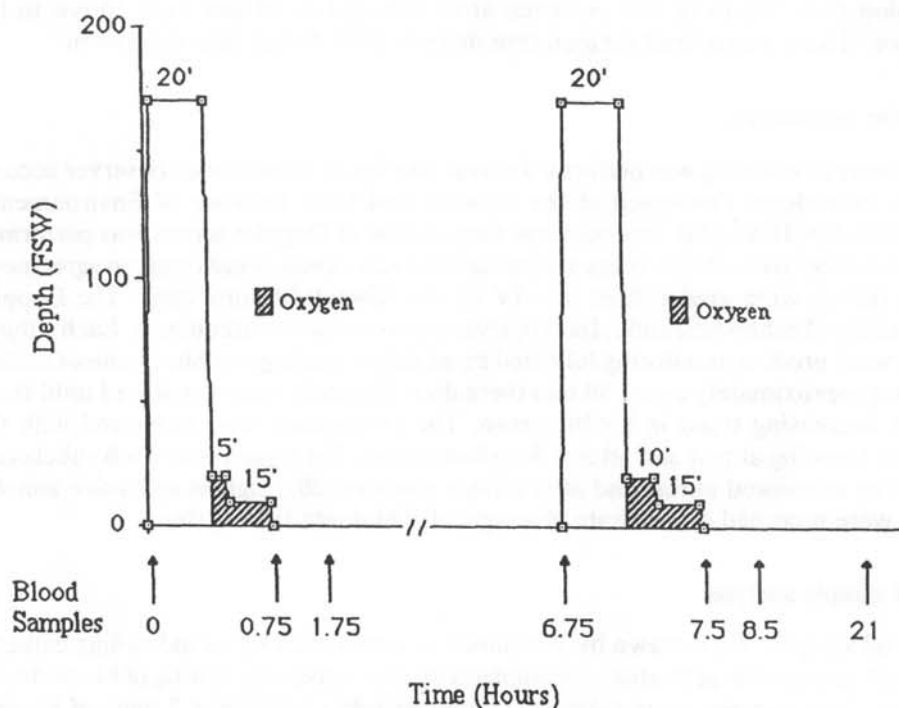 200
20'
20'
Depth (FSW)
100
Oxygen
Oxygen
5'
15'
10'
15'
0
//
Blood
Samples
0
0.75
1.75
6.75
7.5
8.5
21
Time (Hours)